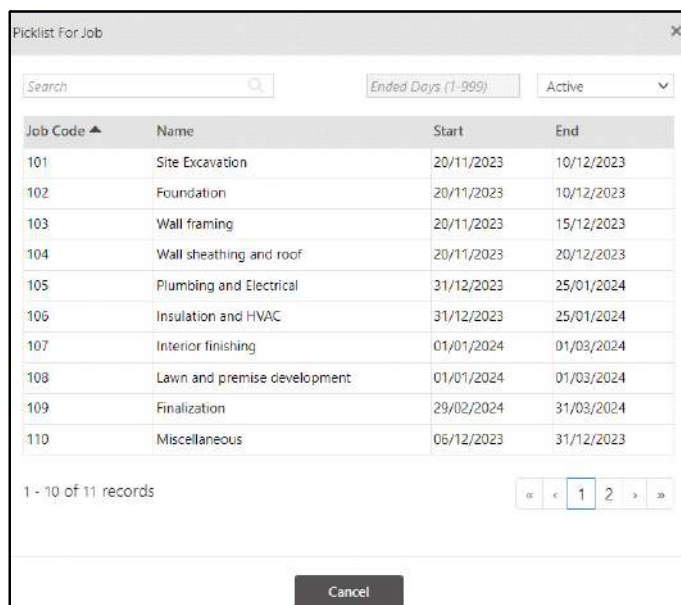 Picklist For Job ×
Search Ended Days (1-999) Active
Job Code ▲ Name Start End
101 Site Excavation 20/11/2023 10/12/2023
102 Foundation 20/11/2023 10/12/2023
103 Wall framing 20/11/2023 15/12/2023
104 Wall sheathing and roof 20/11/2023 20/12/2023
105 Plumbing and Electrical 31/12/2023 25/01/2024
106 Insulation and HVAC 31/12/2023 25/01/2024
107 Interior finishing 01/01/2024 01/03/2024
108 Lawn and premise development 01/01/2024 01/03/2024
109 Finalization 29/02/2024 31/03/2024
110 Miscellaneous 06/12/2023 31/12/2023
1 - 10 of 11 records « ‹ 1 2 › »
Cancel